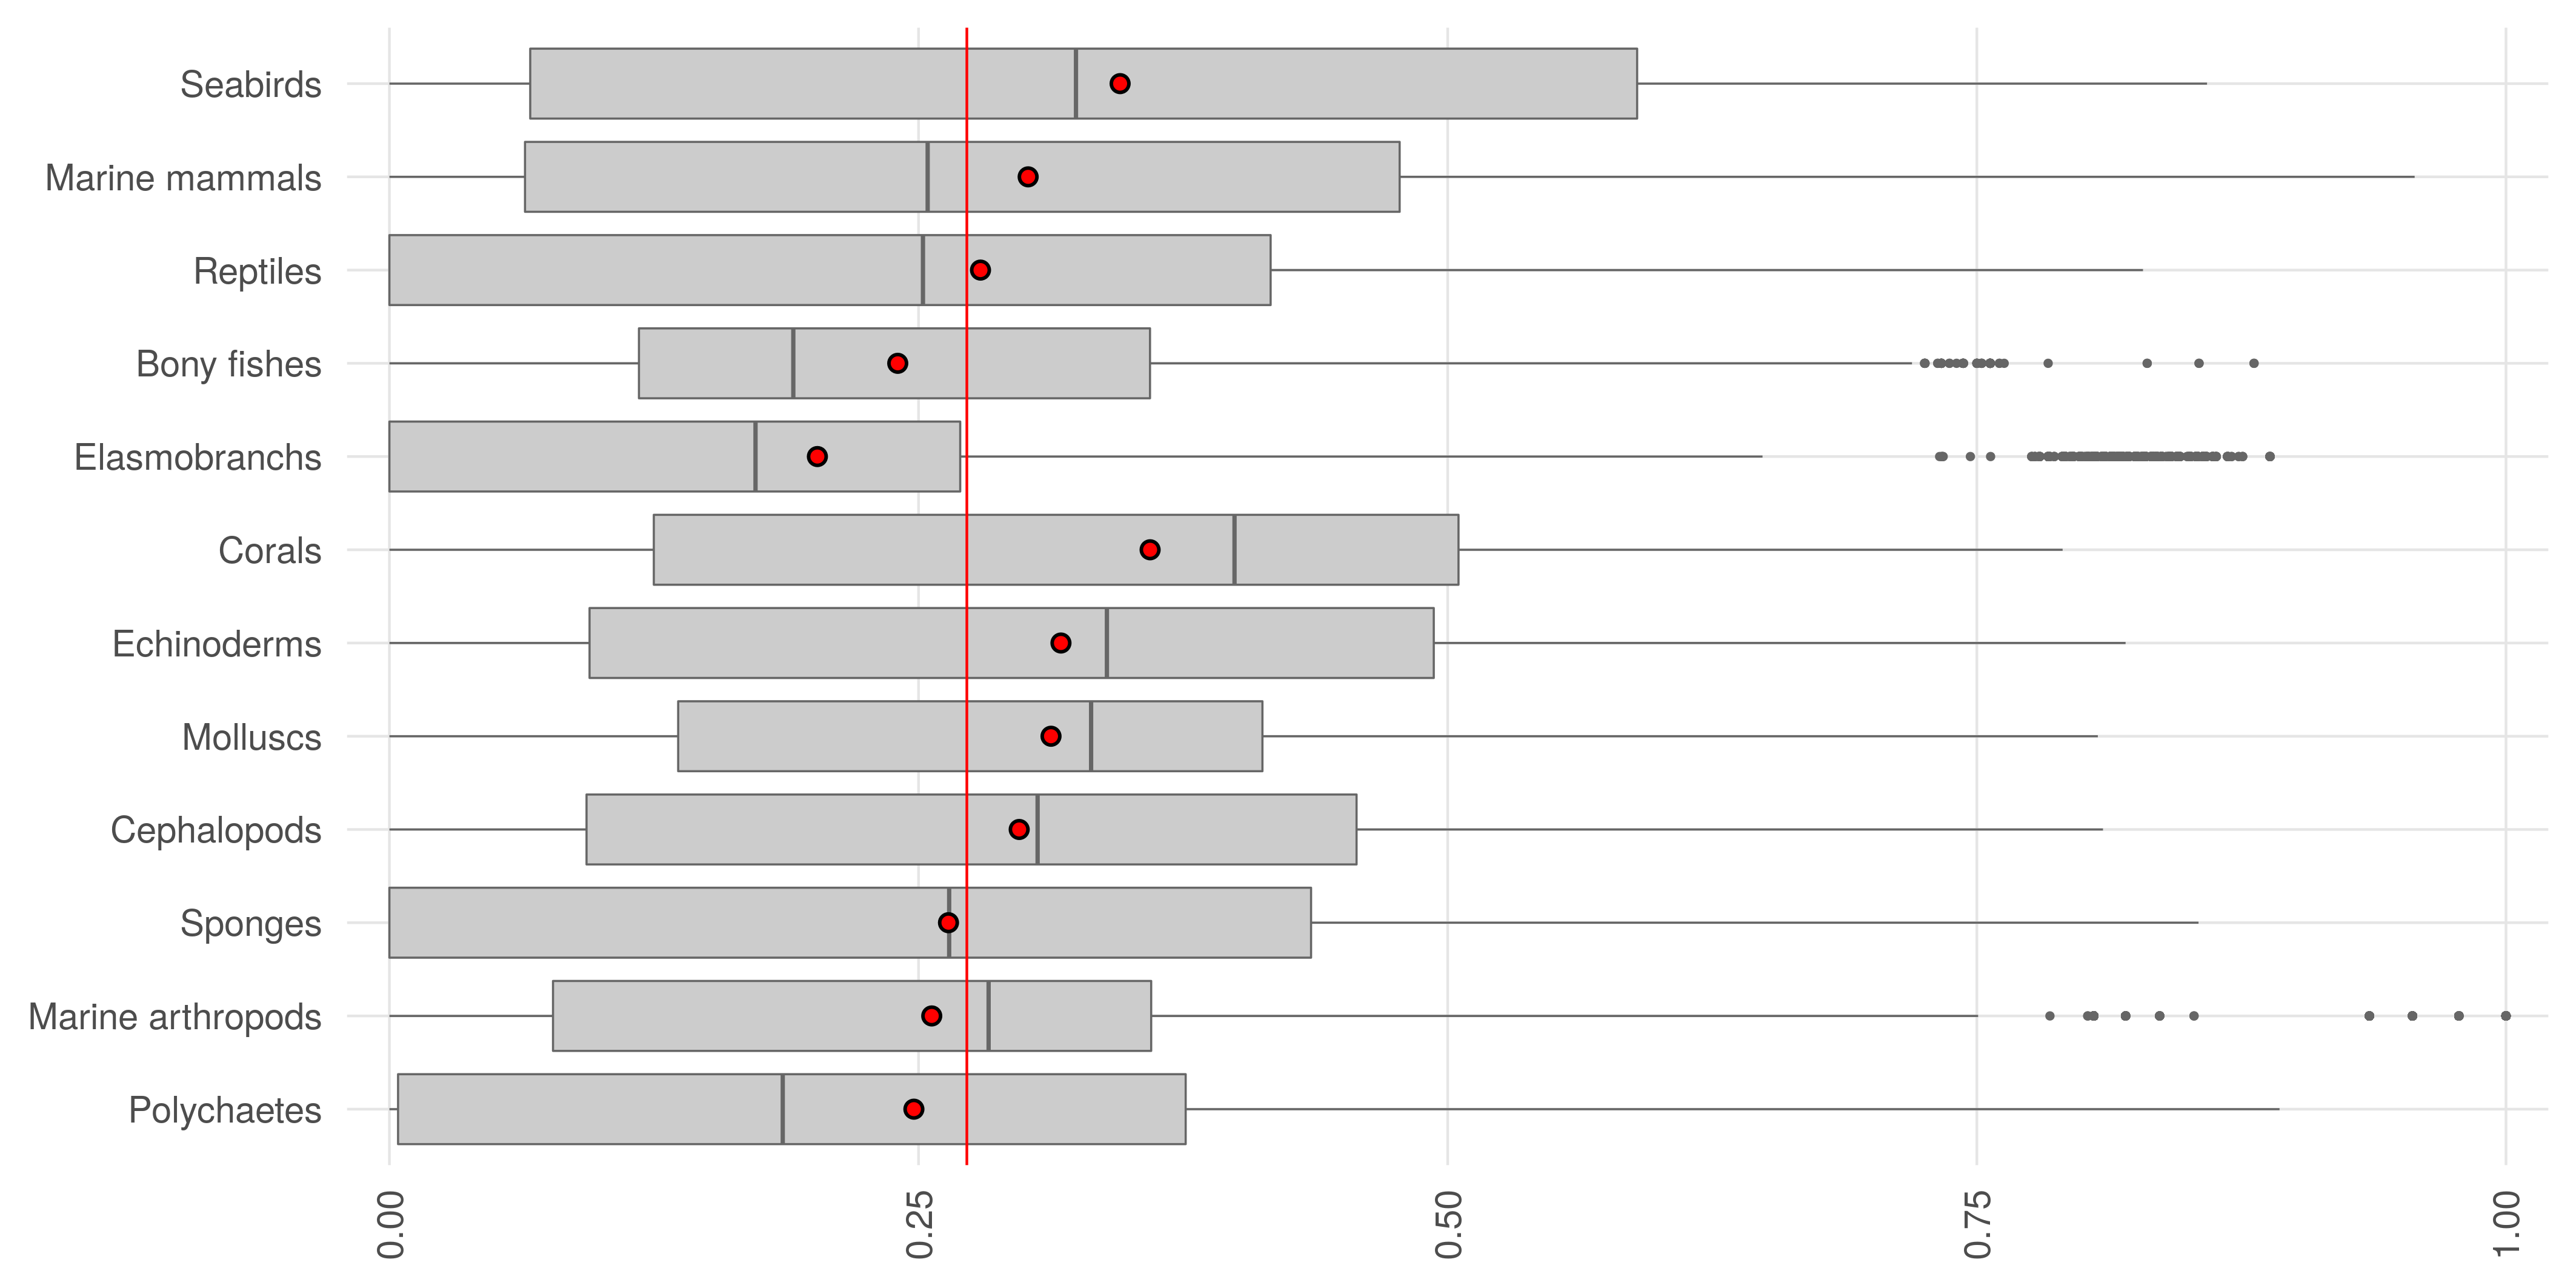 Seabirds
Marine mammals
Reptiles
Bony fishes
Elasmobranchs
Corals
Echinoderms
Molluscs
Cephalopods
Sponges
Marine arthropods
Polychaetes
0.00
0.25
0.50
0.75
1.00